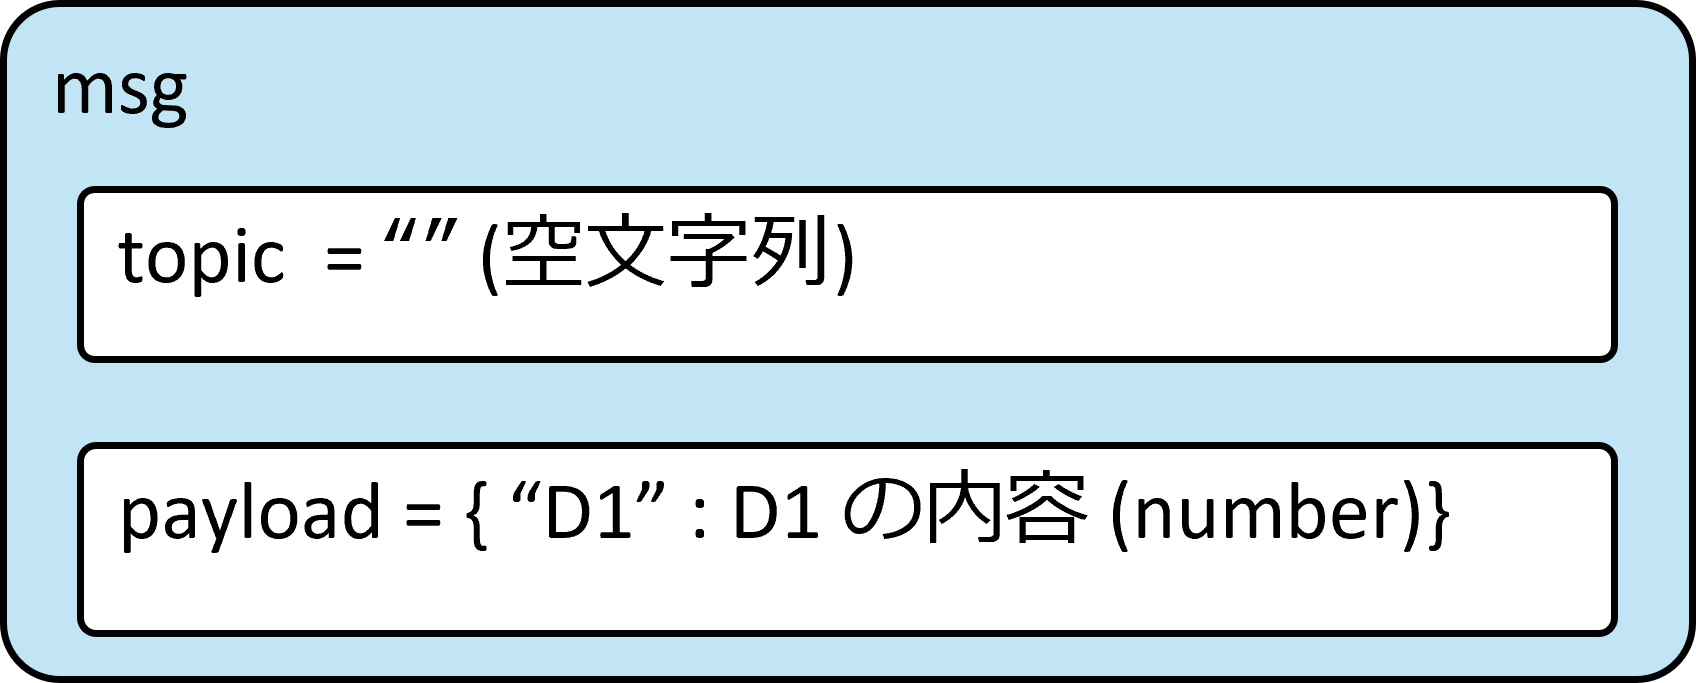 msg
topic  = “” (空文字列)
payload = { “D1” : D1 の内容 (number)}